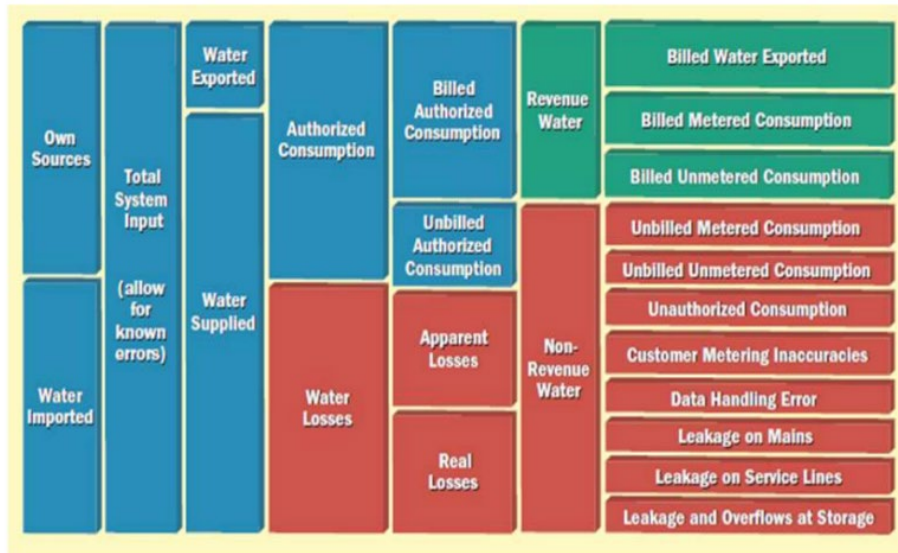 Own
Sources
Water
Imported
Total
System
Input
(allow
for
known
errors)
Water
Exported
Water
Supplied
Authorized
Consumption
Water
Losses
Billed
Authorized
Consumption
Unbilled
Authorized
Consumption
Apparent
Losses
Real
Losses
Revenue
Water
Non-
Revenue
Water
Billed Water Exported
Billed Metered Consumption
Billed Unmetered Consumption
Unbilled Metered Consumption
Unbilled Unmetered Consumption
Unauthorized Consumption
Customer Metering Inaccuracies
Data Handling Error
Leakage on Mains
Leakage on Service Lines
Leakage and Overflows at Storage